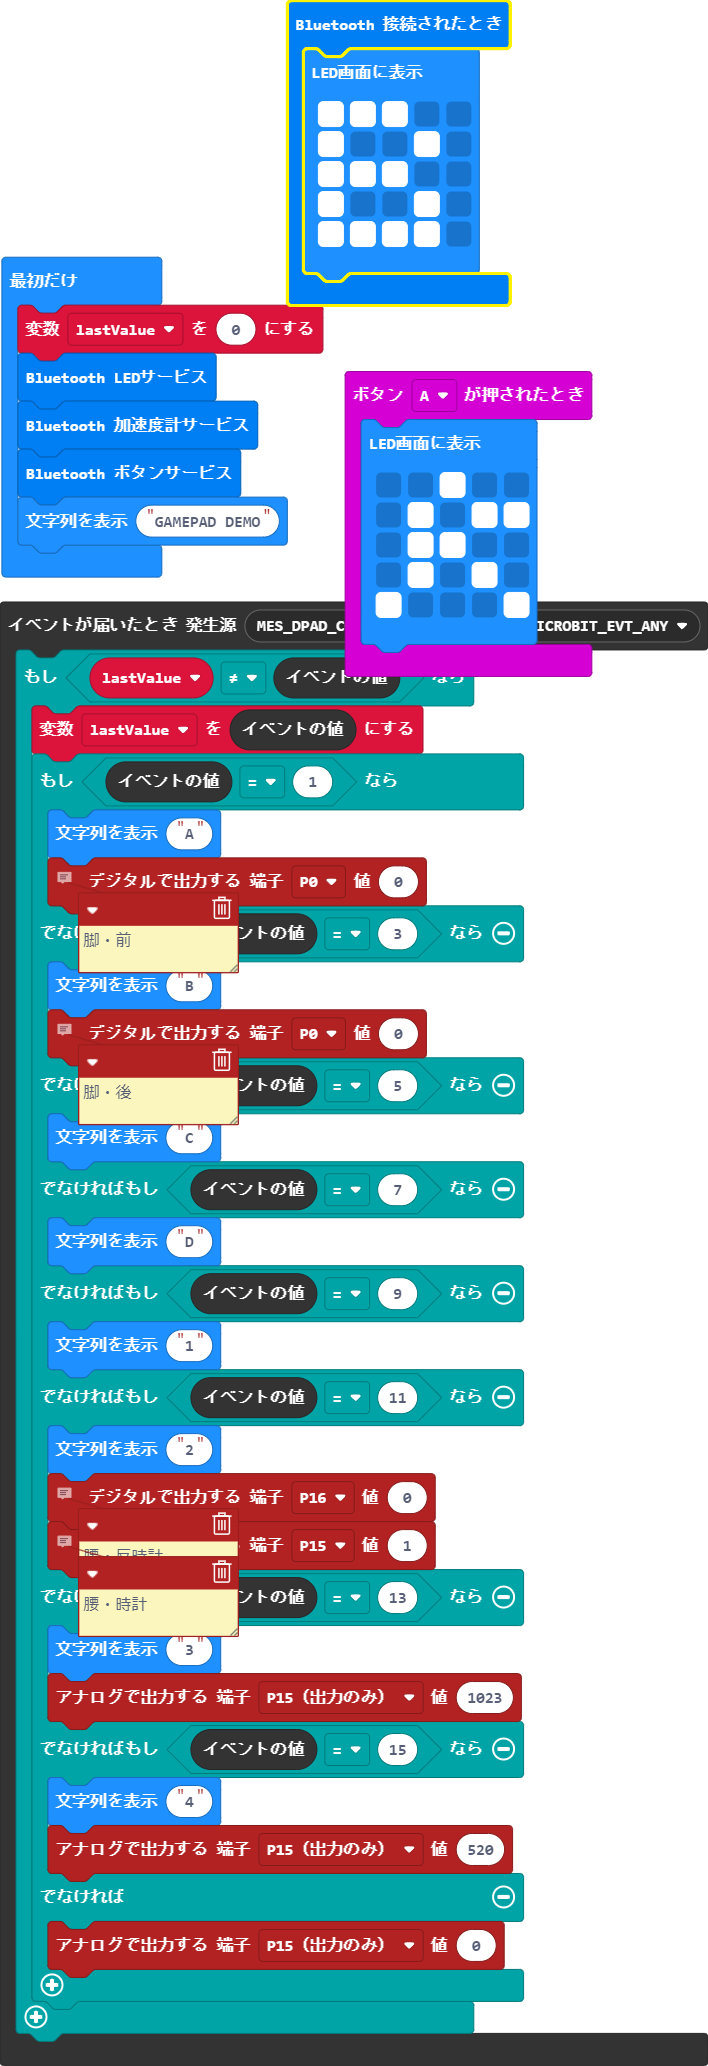 Bluetooth 接続されたとき
LED画面に表示
最初だけ
変数 lastValue を 0 にする
Bluetooth LEDサービス
Bluetooth 加速度計サービス
Bluetooth ボタンサービス
文字列を表示 "GAMEPAD DEMO"
ボタン A が押されたとき
LED画面に表示
イベントが届いたとき 発生源 MES_DPAD_C ICROBIT_EVT_ANY
もし lastValue ≠ イベントの値 なら
変数 lastValue を イベントの値 にする
もし イベントの値 = 1 なら
文字列を表示 "A"
デジタルで出力する 端子 P0 値 0
脚・前
でな ントの値 = 3 なら
文字列を表示 "B"
デジタルで出力する 端子 P0 値 0
脚・後
でな ントの値 = 5 なら
文字列を表示 "C"
でなければもし イベントの値 = 7 なら
文字列を表示 "D"
でなければもし イベントの値 = 9 なら
文字列を表示 "1"
でなければもし イベントの値 = 11 なら
文字列を表示 "2"
デジタルで出力する 端子 P16 値 0
腰・反時計
端子 P15 値 1
腰・時計
でな ントの値 = 13 なら
文字列を表示 "3"
アナログで出力する 端子 P15（出力のみ） 値 1023
でなければもし イベントの値 = 15 なら
文字列を表示 "4"
アナログで出力する 端子 P15（出力のみ） 値 520
でなければ
アナログで出力する 端子 P15（出力のみ） 値 0